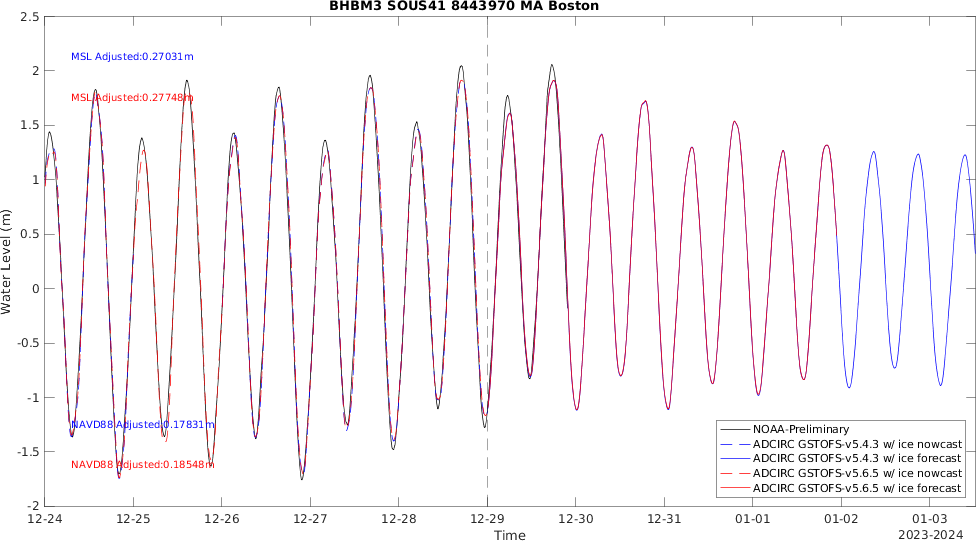 BHBM3 SOUS41 8443970 MA Boston
2.5
2
1.5
1
0.5
0
-0.5
-1
-1.5
-2
Water Level (m)
MSL Adjusted:0.27031m
MSL Adjusted:0.27748m
NAVD88 Adjusted:0.17831m
NAVD88 Adjusted:0.18548m
NOAA-Preliminary
ADCIRC GSTOFS-v5.4.3 w/ ice nowcast
ADCIRC GSTOFS-v5.4.3 w/ ice forecast
ADCIRC GSTOFS-v5.6.5 w/ ice nowcast
ADCIRC GSTOFS-v5.6.5 w/ ice forecast
12-24 12-25 12-26 12-27 12-28 12-29 12-30 12-31 01-01 01-02 01-03
Time
2023-2024